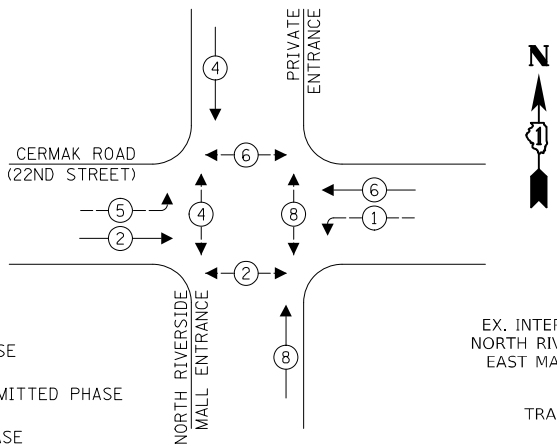 4
PRIVATE
ENTRANCE
N
1
CERMAK ROAD
(22ND STREET)
6
6
5
4
8
1
2
2
NORTH RIVERSIDE
MALL ENTRANCE
8
EX. INTER
NORTH RIV
EAST MA
TRA
SE
MITTED PHASE
ASE